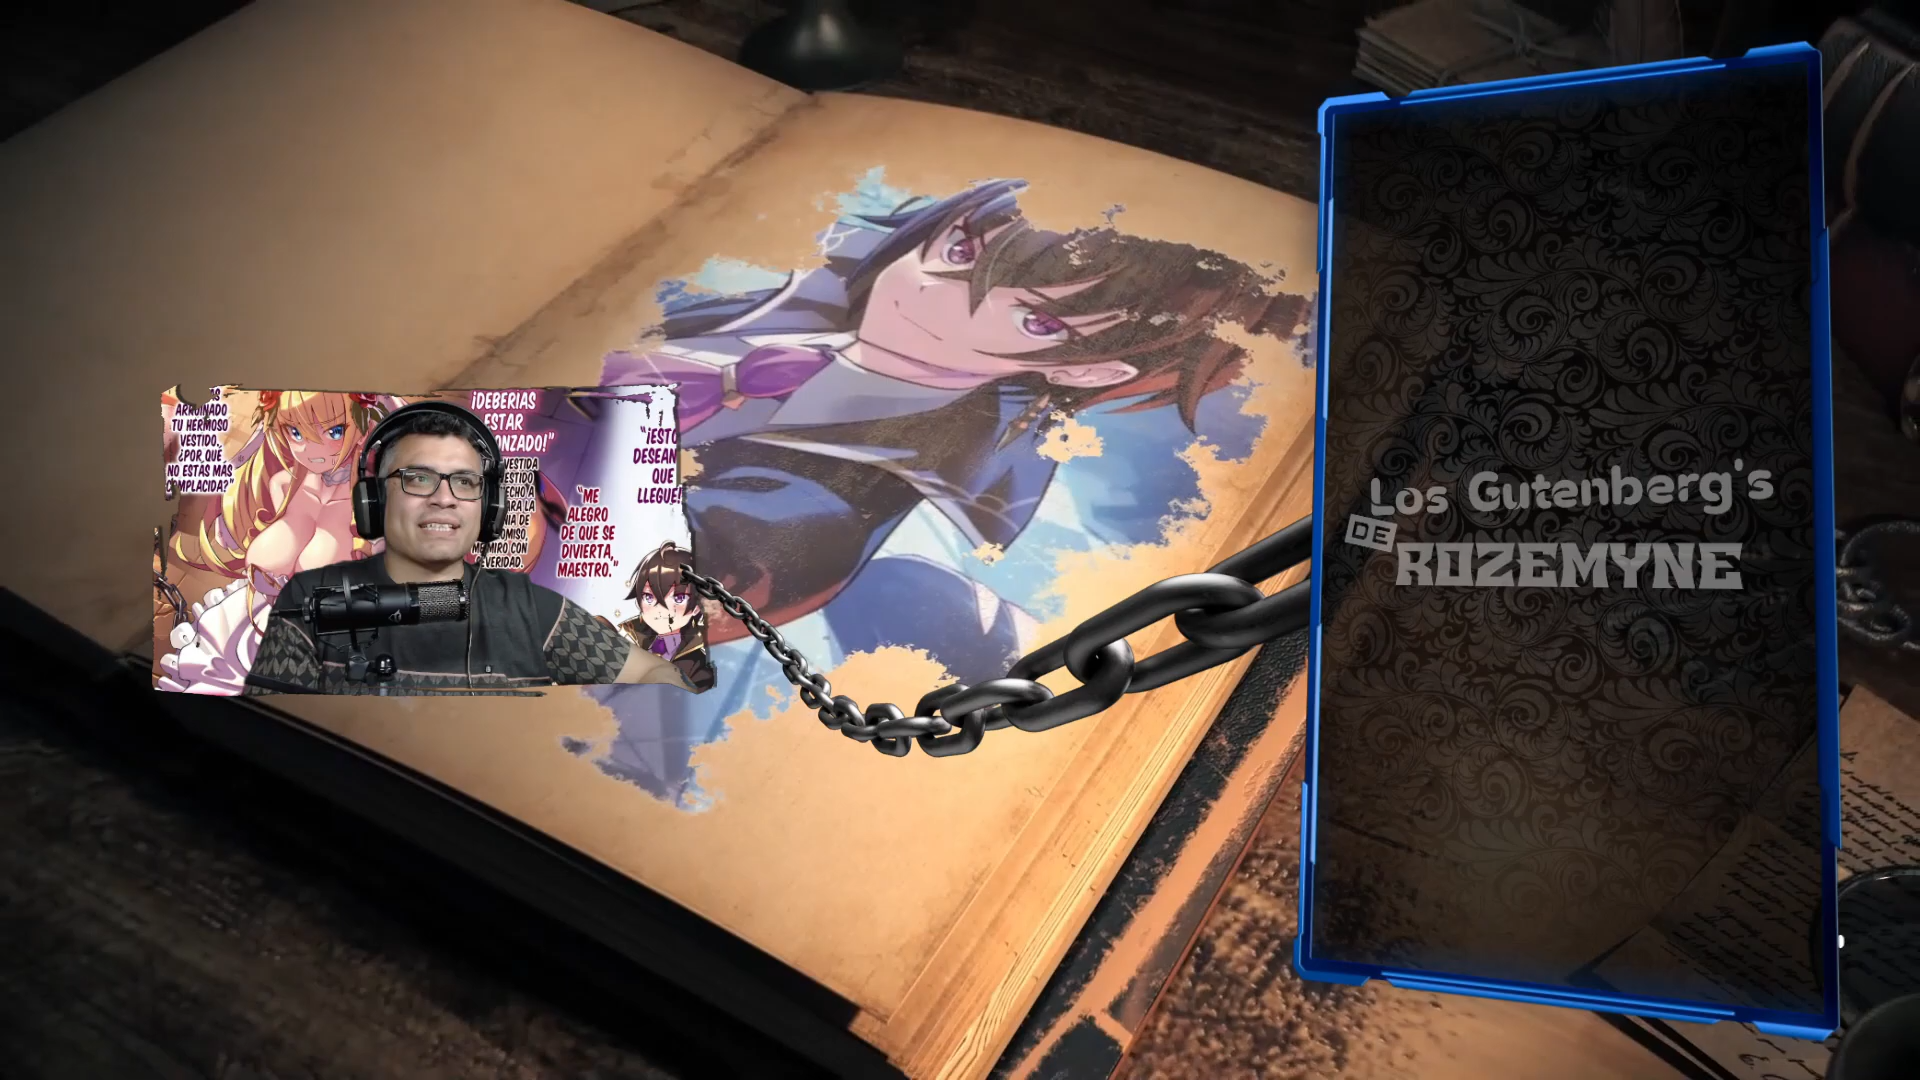 ARRUINADO
TU HERMOSO
VESTIDO,
¿POR QUÉ
NO ESTÁS MÁS
COMPLACIDA?"
¡DEBERÍAS
ESTAR
VESTIDA
"ME
ALEGRO
DE QUE SE
DIVIERTA,
MAESTRO."
"¡ESTO
DESEAN
QUE
LLEGUE!
Los Gutenberg's
DE
ROZEMYNE